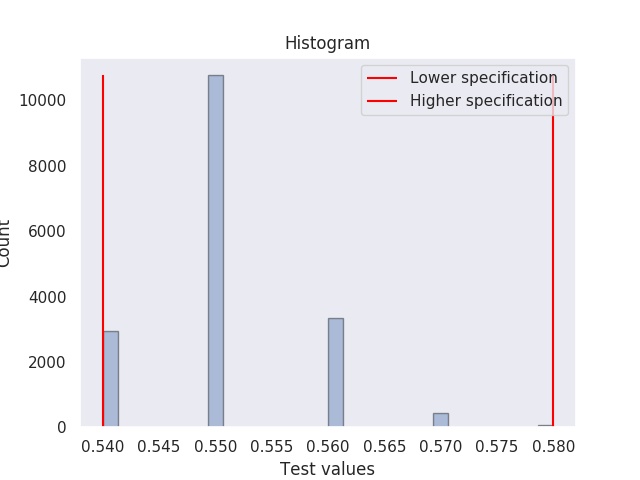 Histogram
Lower specification
Higher specification
10000
8000
6000
4000
2000
0
Count
0.540 0.545 0.550 0.555 0.560 0.565 0.570 0.575 0.580
Test values